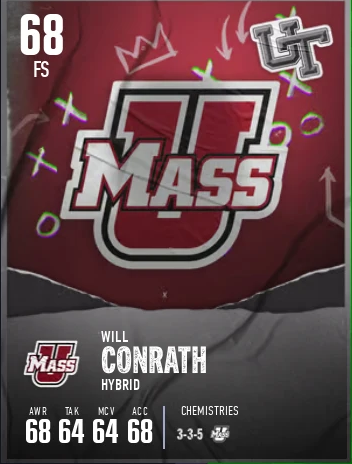 68
FS
UT
U
MASS
WILL
MASS
CONRATH
HYBRID
AWR TAK MCV ACC
68 64 64 68
CHEMISTRIES
3-3-5 MASS